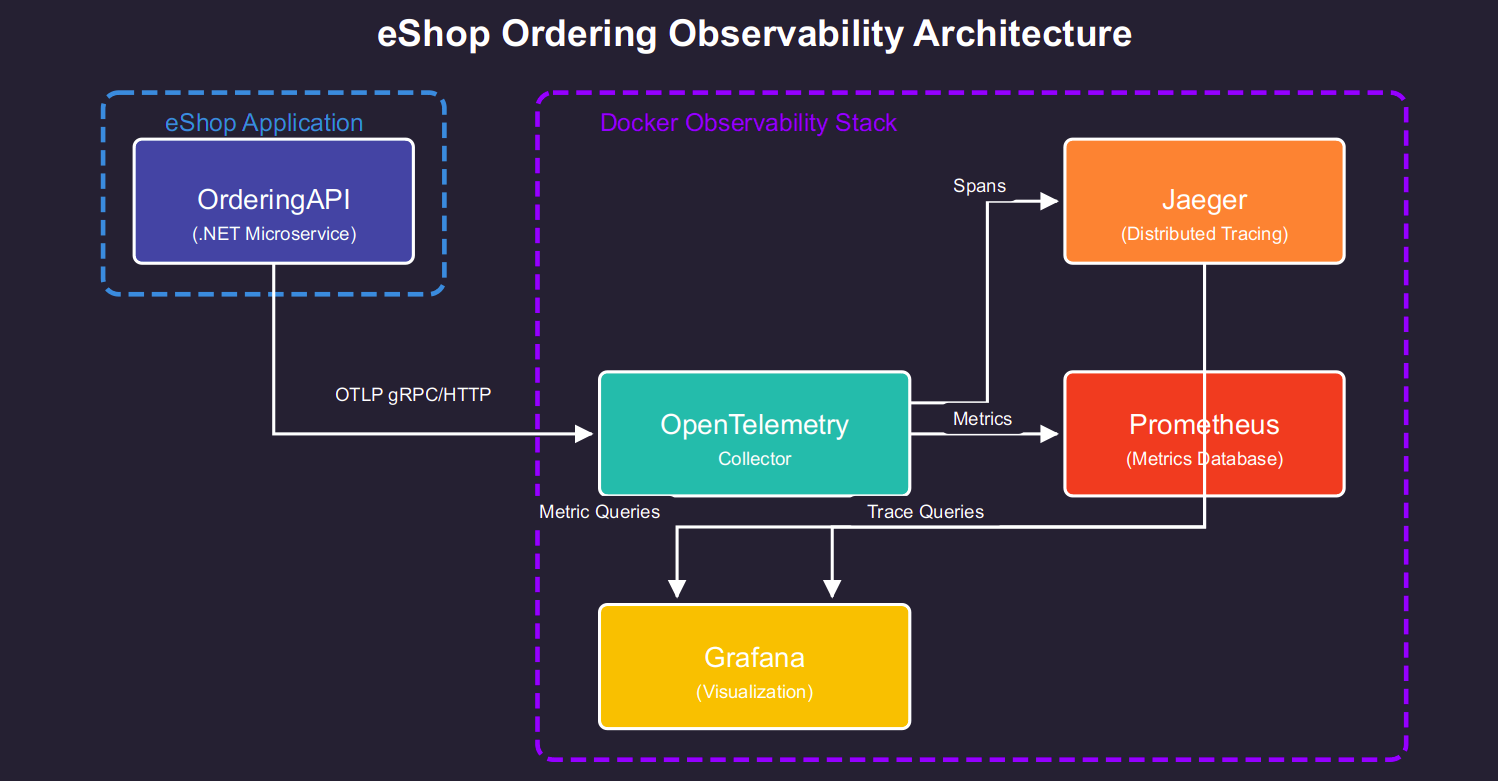 eShop Ordering Observability Architecture
eShop Application
OrderingAPI
(.NET Microservice)
Docker Observability Stack
Spans
Jaeger
(Distributed Tracing)
OTLP gRPC/HTTP
OpenTelemetry
Collector
Metrics
Prometheus
(Metrics Database)
Metric Queries
Trace Queries
Grafana
(Visualization)